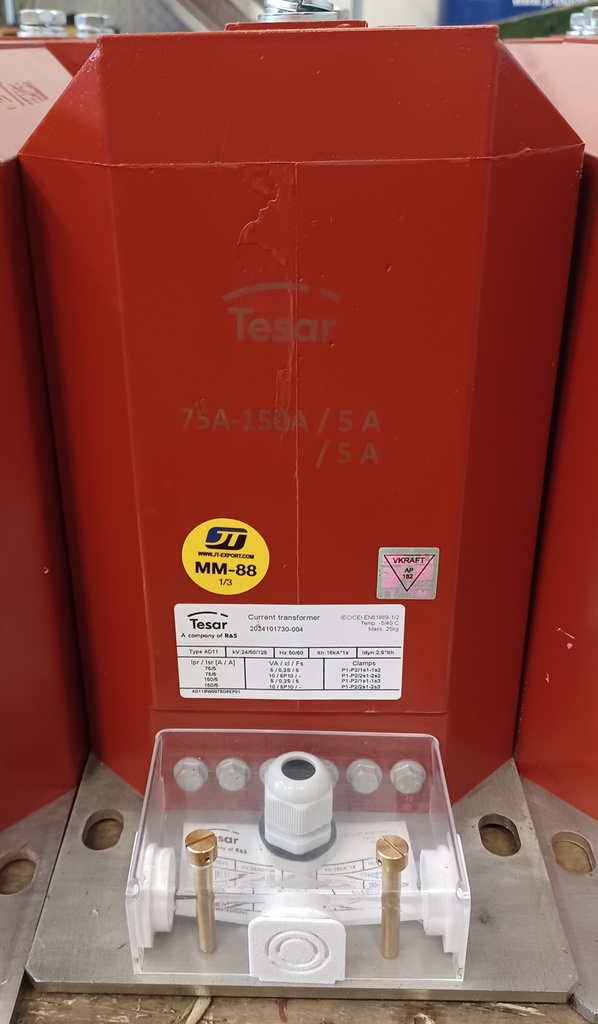 Tesar
75A-150A / 5 A
/ 5 A
JT
WWW.JT-EXPORT.COM
MM-88
1/3
VKRAFT
AP
182
Tesar
A company of R&S
Current transformer
2024101730-004
IEC/CEI EN61869-1/2
Temp. -5/40 C
Mass: 25kg
Type AD11 kV:24/50/125 Hz:50/60 Ith:16kA*1s Idyn:2,5*Ith
Ipr / Isr [A / A] VA / cl / Fs Clamps
75/5 5 / 0,2S / 5 P1-P2/1s1-1s2
75/5 10 / 5P10 / - P1-P2/2s1-2s2
150/5 5 / 0,2S / 5 P1-P2/1s1-1s3
150/5 10 / 5P10 / - P1-P2/2s1-2s3